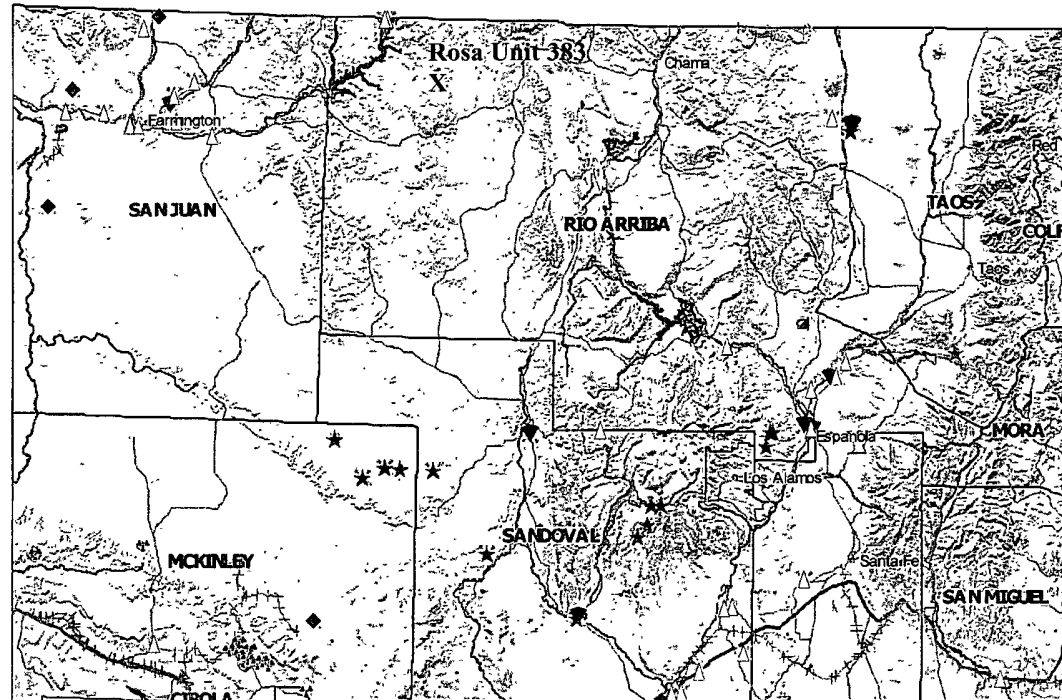 Rosa Unit 383
X
Chama
Farmington
Red
SAN JUAN
RIO ARRIBA
TAOS
COLF
Taos
Espanola
MORA
Los Alamos
SANDOVAL
MCKINLEY
Santa Fe
SAN MIGUEL
CIBOLA